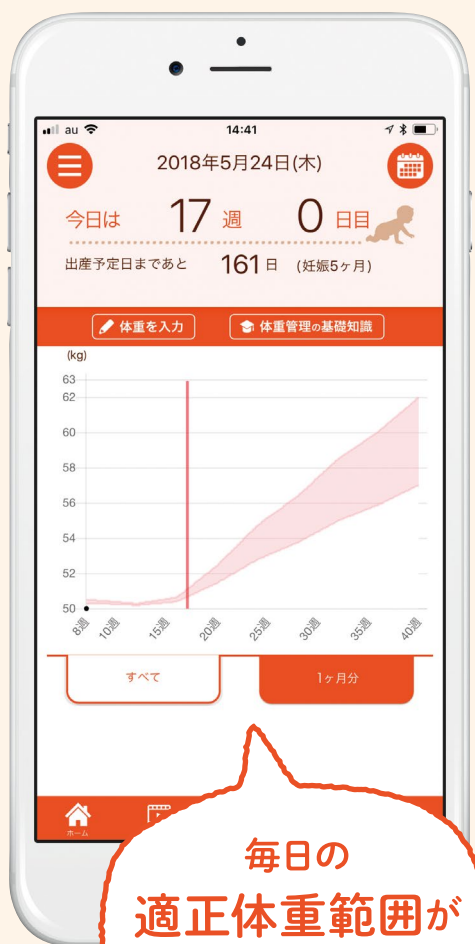 au 14:41
2018年5月24日(木)
今日は 17 週 0 日目
出産予定日まであと 161日 (妊娠5ヶ月)
体重を入力 体重管理の基礎知識
(kg)
63
62
60
58
56
54
52
50
8週 10週 15週 20週 25週 30週 35週 40週
すべて 1ヶ月分
ホーム
毎日の
適正体重範囲が